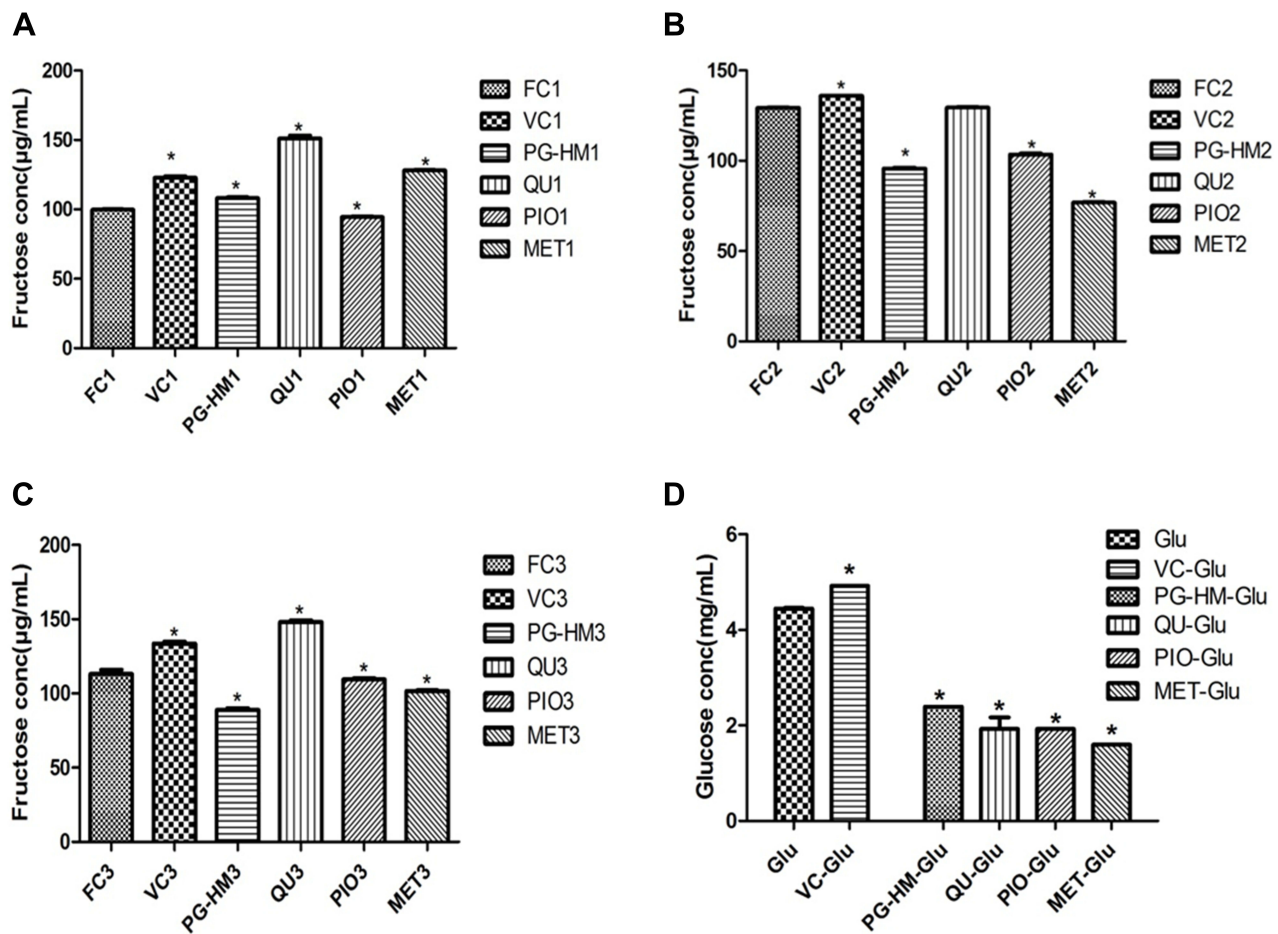 A
Fructose conc(µg/mL)
200
150
100
50
0
*
*
*
*
*
FC1
VC1
PG-HM1
QU1
PIO1
MET1
FC1
VC1
PG-HM1
QU1
PIO1
MET1
B
Fructose conc(µg/mL)
150
100
50
0
*
*
*
*
FC2
VC2
PG-HM2
QU2
PIO2
MET2
FC2
VC2
PG-HM2
QU2
PIO2
MET2
C
Fructose conc(µg/mL)
200
150
100
50
0
*
*
*
*
*
FC3
VC3
PG-HM3
QU3
PIO3
MET3
FC3
VC3
PG-HM3
QU3
PIO3
MET3
D
Glucose conc(mg/mL)
6
4
2
0
*
*
*
*
*
Glu
VC-Glu
PG-HM-Glu
QU-Glu
PIO-Glu
MET-Glu
Glu
VC-Glu
PG-HM-Glu
QU-Glu
PIO-Glu
MET-Glu